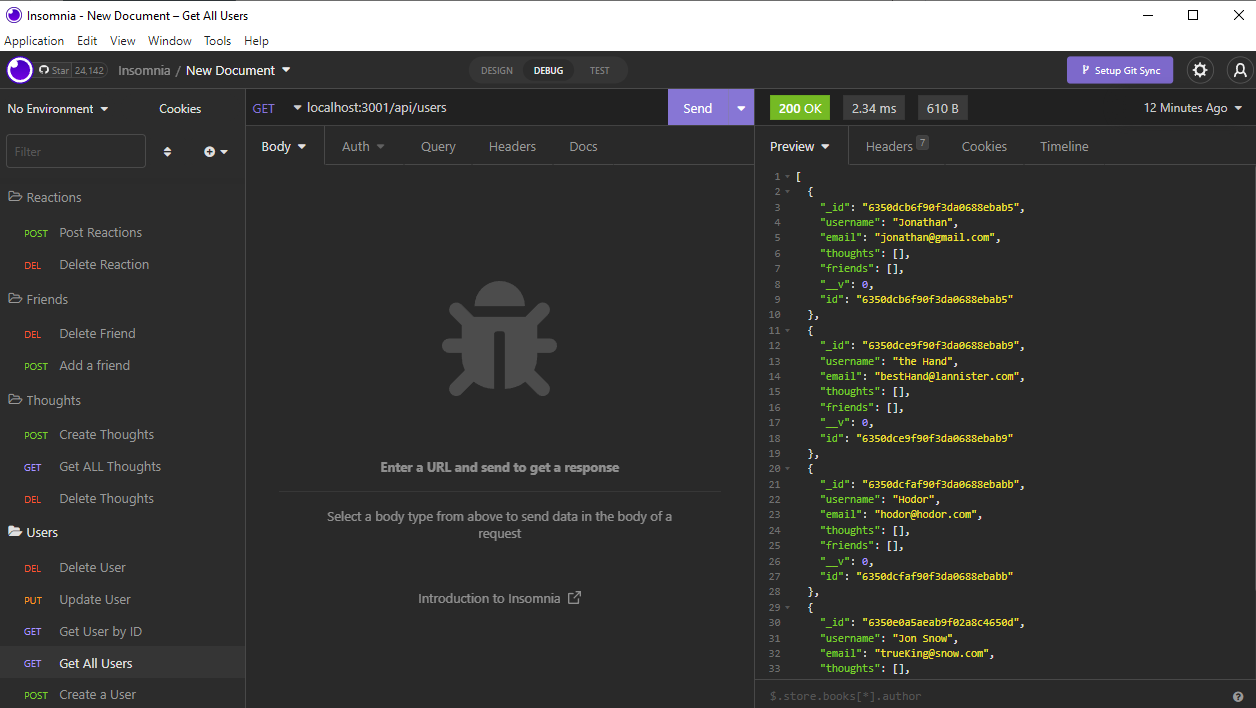 Insomnia - New Document – Get All Users
Application Edit View Window Tools Help
Star 24,142 Insomnia / New Document DESIGN DEBUG TEST Setup Git Sync
No Environment Cookies
Filter
Reactions
POST Post Reactions
DEL Delete Reaction
Friends
DEL Delete Friend
POST Add a friend
Thoughts
POST Create Thoughts
GET Get ALL Thoughts
DEL Delete Thoughts
Users
DEL Delete User
PUT Update User
GET Get User by ID
GET Get All Users
POST Create a User
GET localhost:3001/api/users Send
Body Auth Query Headers Docs
Enter a URL and send to get a response
Select a body type from above to send data in the body of a
request
Introduction to Insomnia
200 OK 2.34 ms 610 B 12 Minutes Ago
Preview Headers 7 Cookies Timeline
1 [
2 {
3 "_id": "6350dcb6f90f3da0688ebab5",
4 "username": "Jonathan",
5 "email": "jonathan@gmail.com",
6 "thoughts": [],
7 "friends": [],
8 "__v": 0,
9 "id": "6350dcb6f90f3da0688ebab5"
10 },
11 {
12 "_id": "6350dce9f90f3da0688ebab9",
13 "username": "the Hand",
14 "email": "bestHand@lannister.com",
15 "thoughts": [],
16 "friends": [],
17 "__v": 0,
18 "id": "6350dce9f90f3da0688ebab9"
19 },
20 {
21 "_id": "6350dcfaf90f3da0688ebabb",
22 "username": "Hodor",
23 "email": "hodor@hodor.com",
24 "thoughts": [],
25 "friends": [],
26 "__v": 0,
27 "id": "6350dcfaf90f3da0688ebabb"
28 },
29 {
30 "_id": "6350e0a5aeab9f02a8c4650d",
31 "username": "Jon Snow",
32 "email": "trueKing@snow.com",
33 "thoughts": [],
$.store.books[*].author